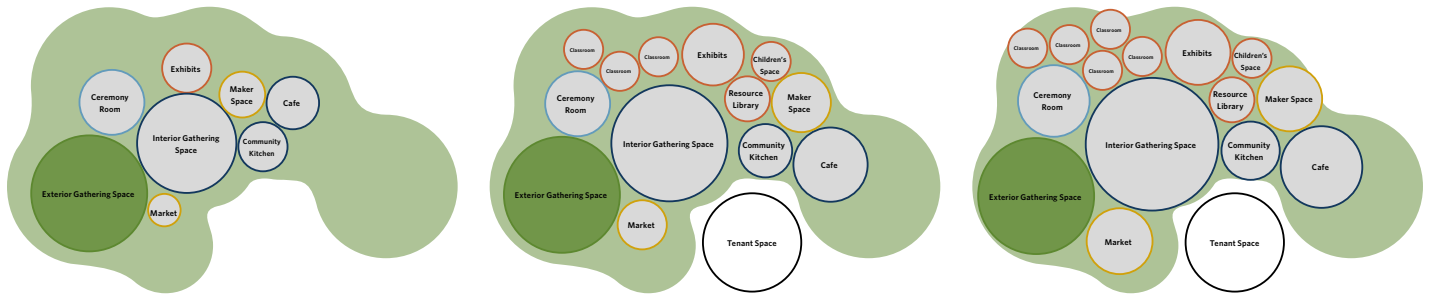 Exhibits
Ceremony
Room
Maker
Space
Cafe
Interior Gathering
Space
Community
Kitchen
Exterior Gathering Space
Market
Classroom
Classroom
Classroom
Exhibits
Children's
Space
Ceremony
Room
Resource
Library
Maker
Space
Interior Gathering Space
Community
Kitchen
Cafe
Exterior Gathering Space
Market
Tenant Space
Classroom
Classroom
Classroom
Classroom
Classroom
Exhibits
Children's
Space
Ceremony
Room
Resource
Library
Maker Space
Interior Gathering Space
Community
Kitchen
Cafe
Exterior Gathering Space
Market
Tenant Space